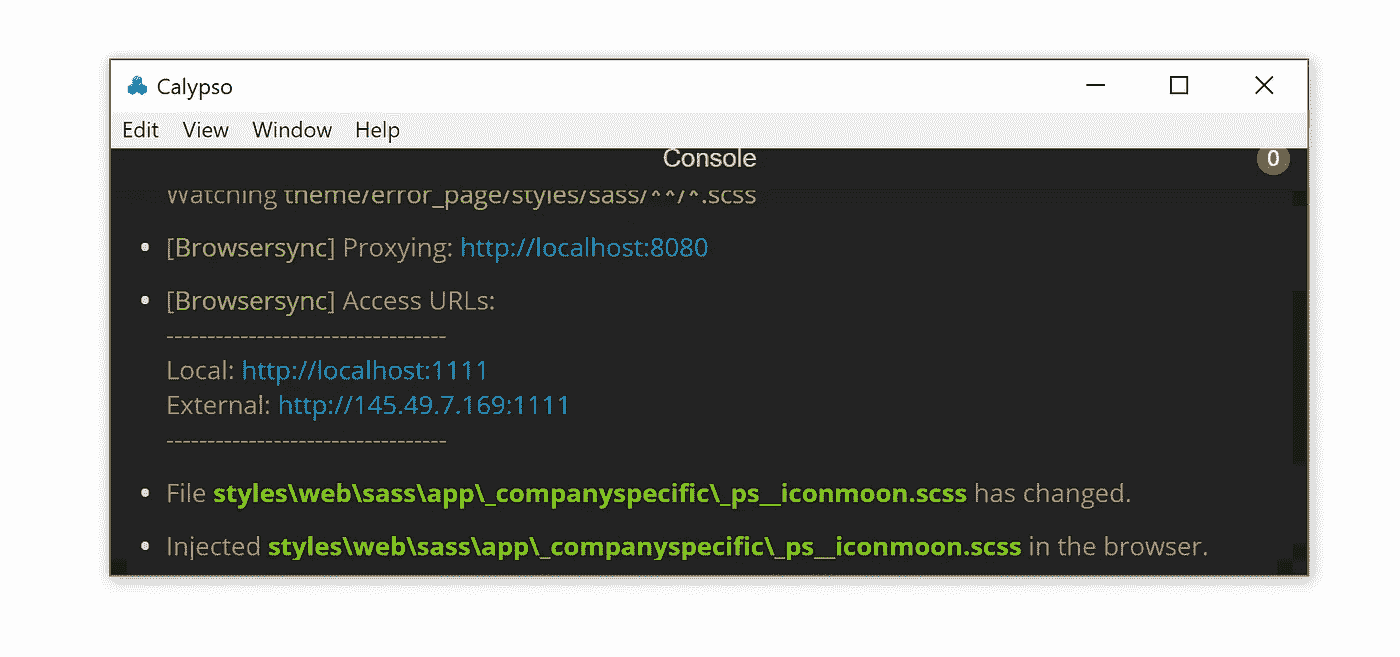 Calypso
Edit View Window Help
Console 0
Watching theme/error_page/styles/sass/**/*.scss
• [Browsersync] Proxying: http://localhost:8080
• [Browsersync] Access URLs:
----------------------------------
Local: http://localhost:1111
External: http://145.49.7.169:1111
----------------------------------
• File styles\web\sass\app\_companyspecific\_ps__iconmoon.scss has changed.
• Injected styles\web\sass\app\_companyspecific\_ps__iconmoon.scss in the browser.